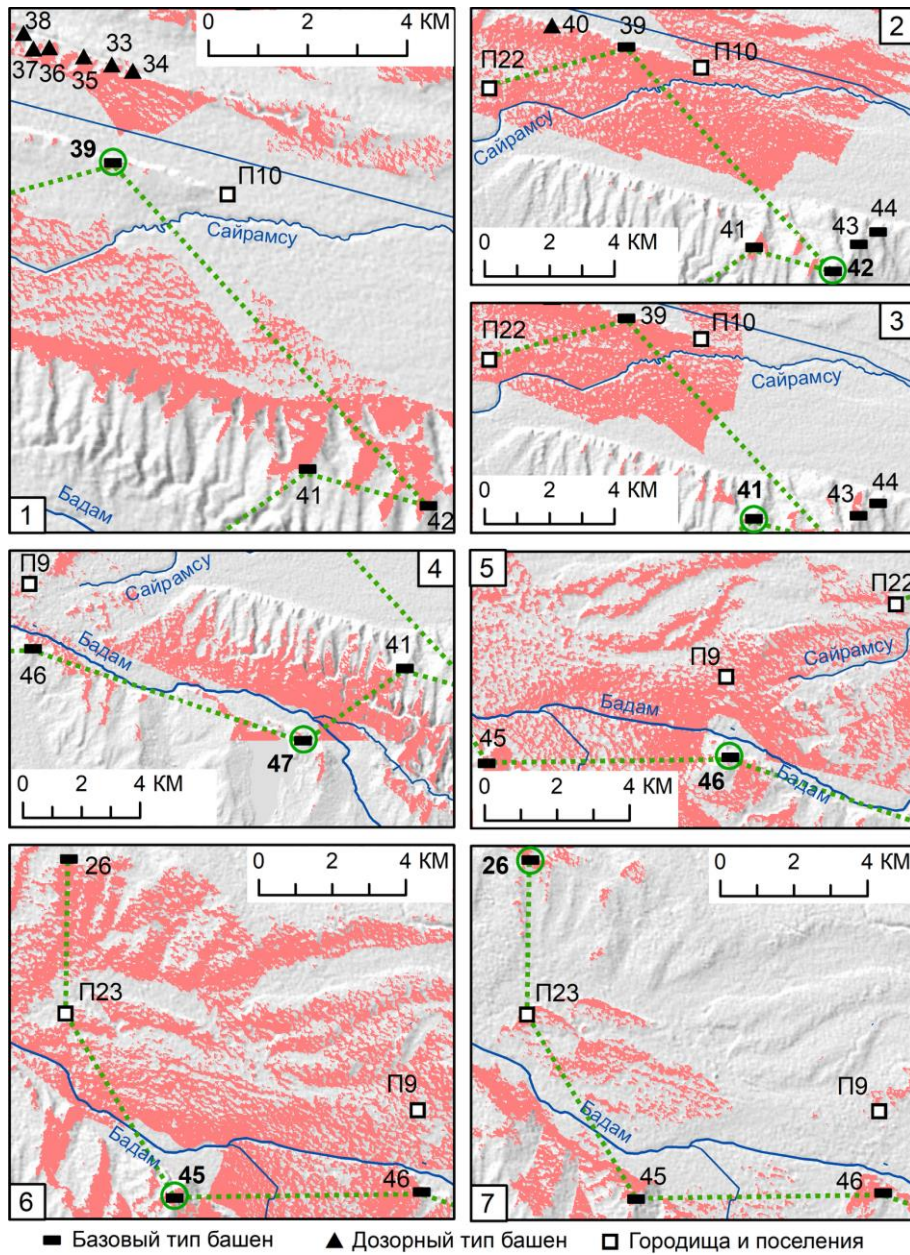 38
37
36
35
33
34
0 2 4 КМ
39
П10
Сайрамсу
41
42
Бадам
1
40
39
2
П22
П10
Сайрамсу
0 2 4 КМ
41
43
44
42
39
П10
3
П22
Сайрамсу
0 2 4 КМ
41
43
44
П9
Сайрамсу
4
Бадам
46
41
47
0 2 4 КМ
5
П22
П9
Сайрамсу
Бадам
45
46
Бадам
0 2 4 КМ
26
0 2 4 КМ
П23
П9
Бадам
45
46
6
26
0 2 4 КМ
П23
П9
Бадам
45
46
7
Базовый тип башен Дозорный тип башен Городища и поселения